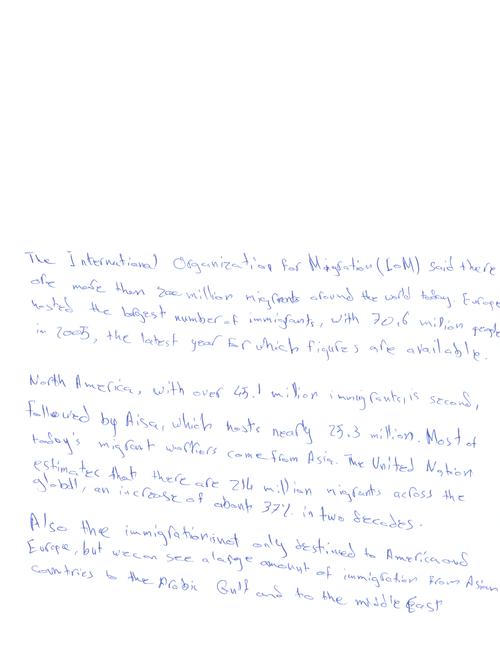 The International Organization for Migration (IoM) said there
are more than 200 million migrants around the world today. Europe
hosted the largest number of immigrants, with 70.6 million people
in 2005, the latest year for which figures are available.
North America, with over 45.1 million immigrants, is second,
followed by Aisa, which hosts nearly 25.3 million. Most of
today's migrant workers come from Asia. The United Nation
estimates that there are 214 million migrants across the
globe, an increase of about 37% in two decades.
Also the immigration not only destined to America and
Europe, but we can see a large amount of immigration from Asian
countries to the Arabic Gulf and to the middle East